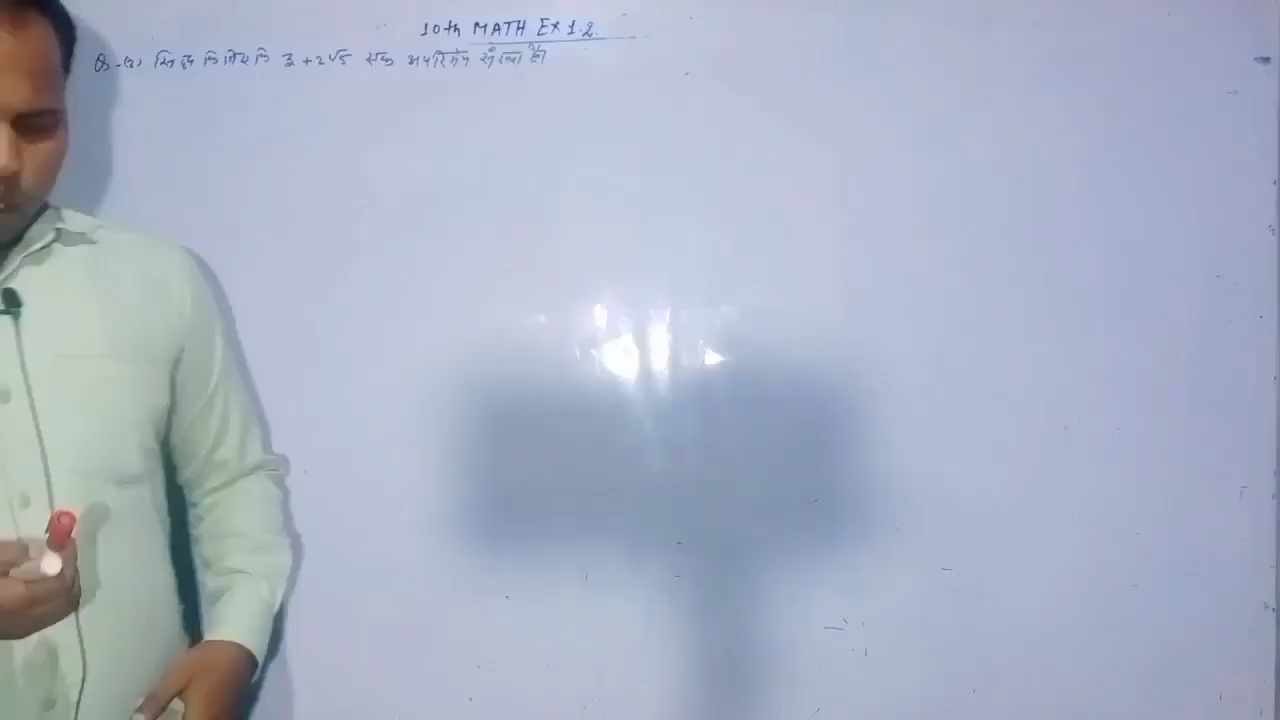 10th MATH EX 1.2
Q-(2) सिद्ध किजिए कि 3 + 2√5 एक अपरिमेय संख्या है।